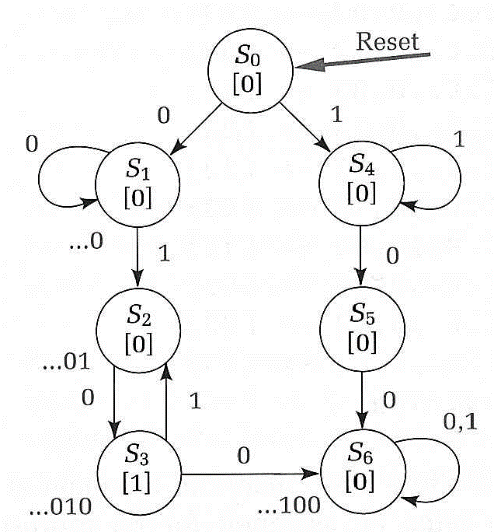 Reset
S0
[0]
0 1
0 S1 S4 1
[0] [0]
...0 1 0
S2 S5
[0] [0]
...01
0 1 0
0,1
S3 0 S6
[1] [0]
...010 ...100